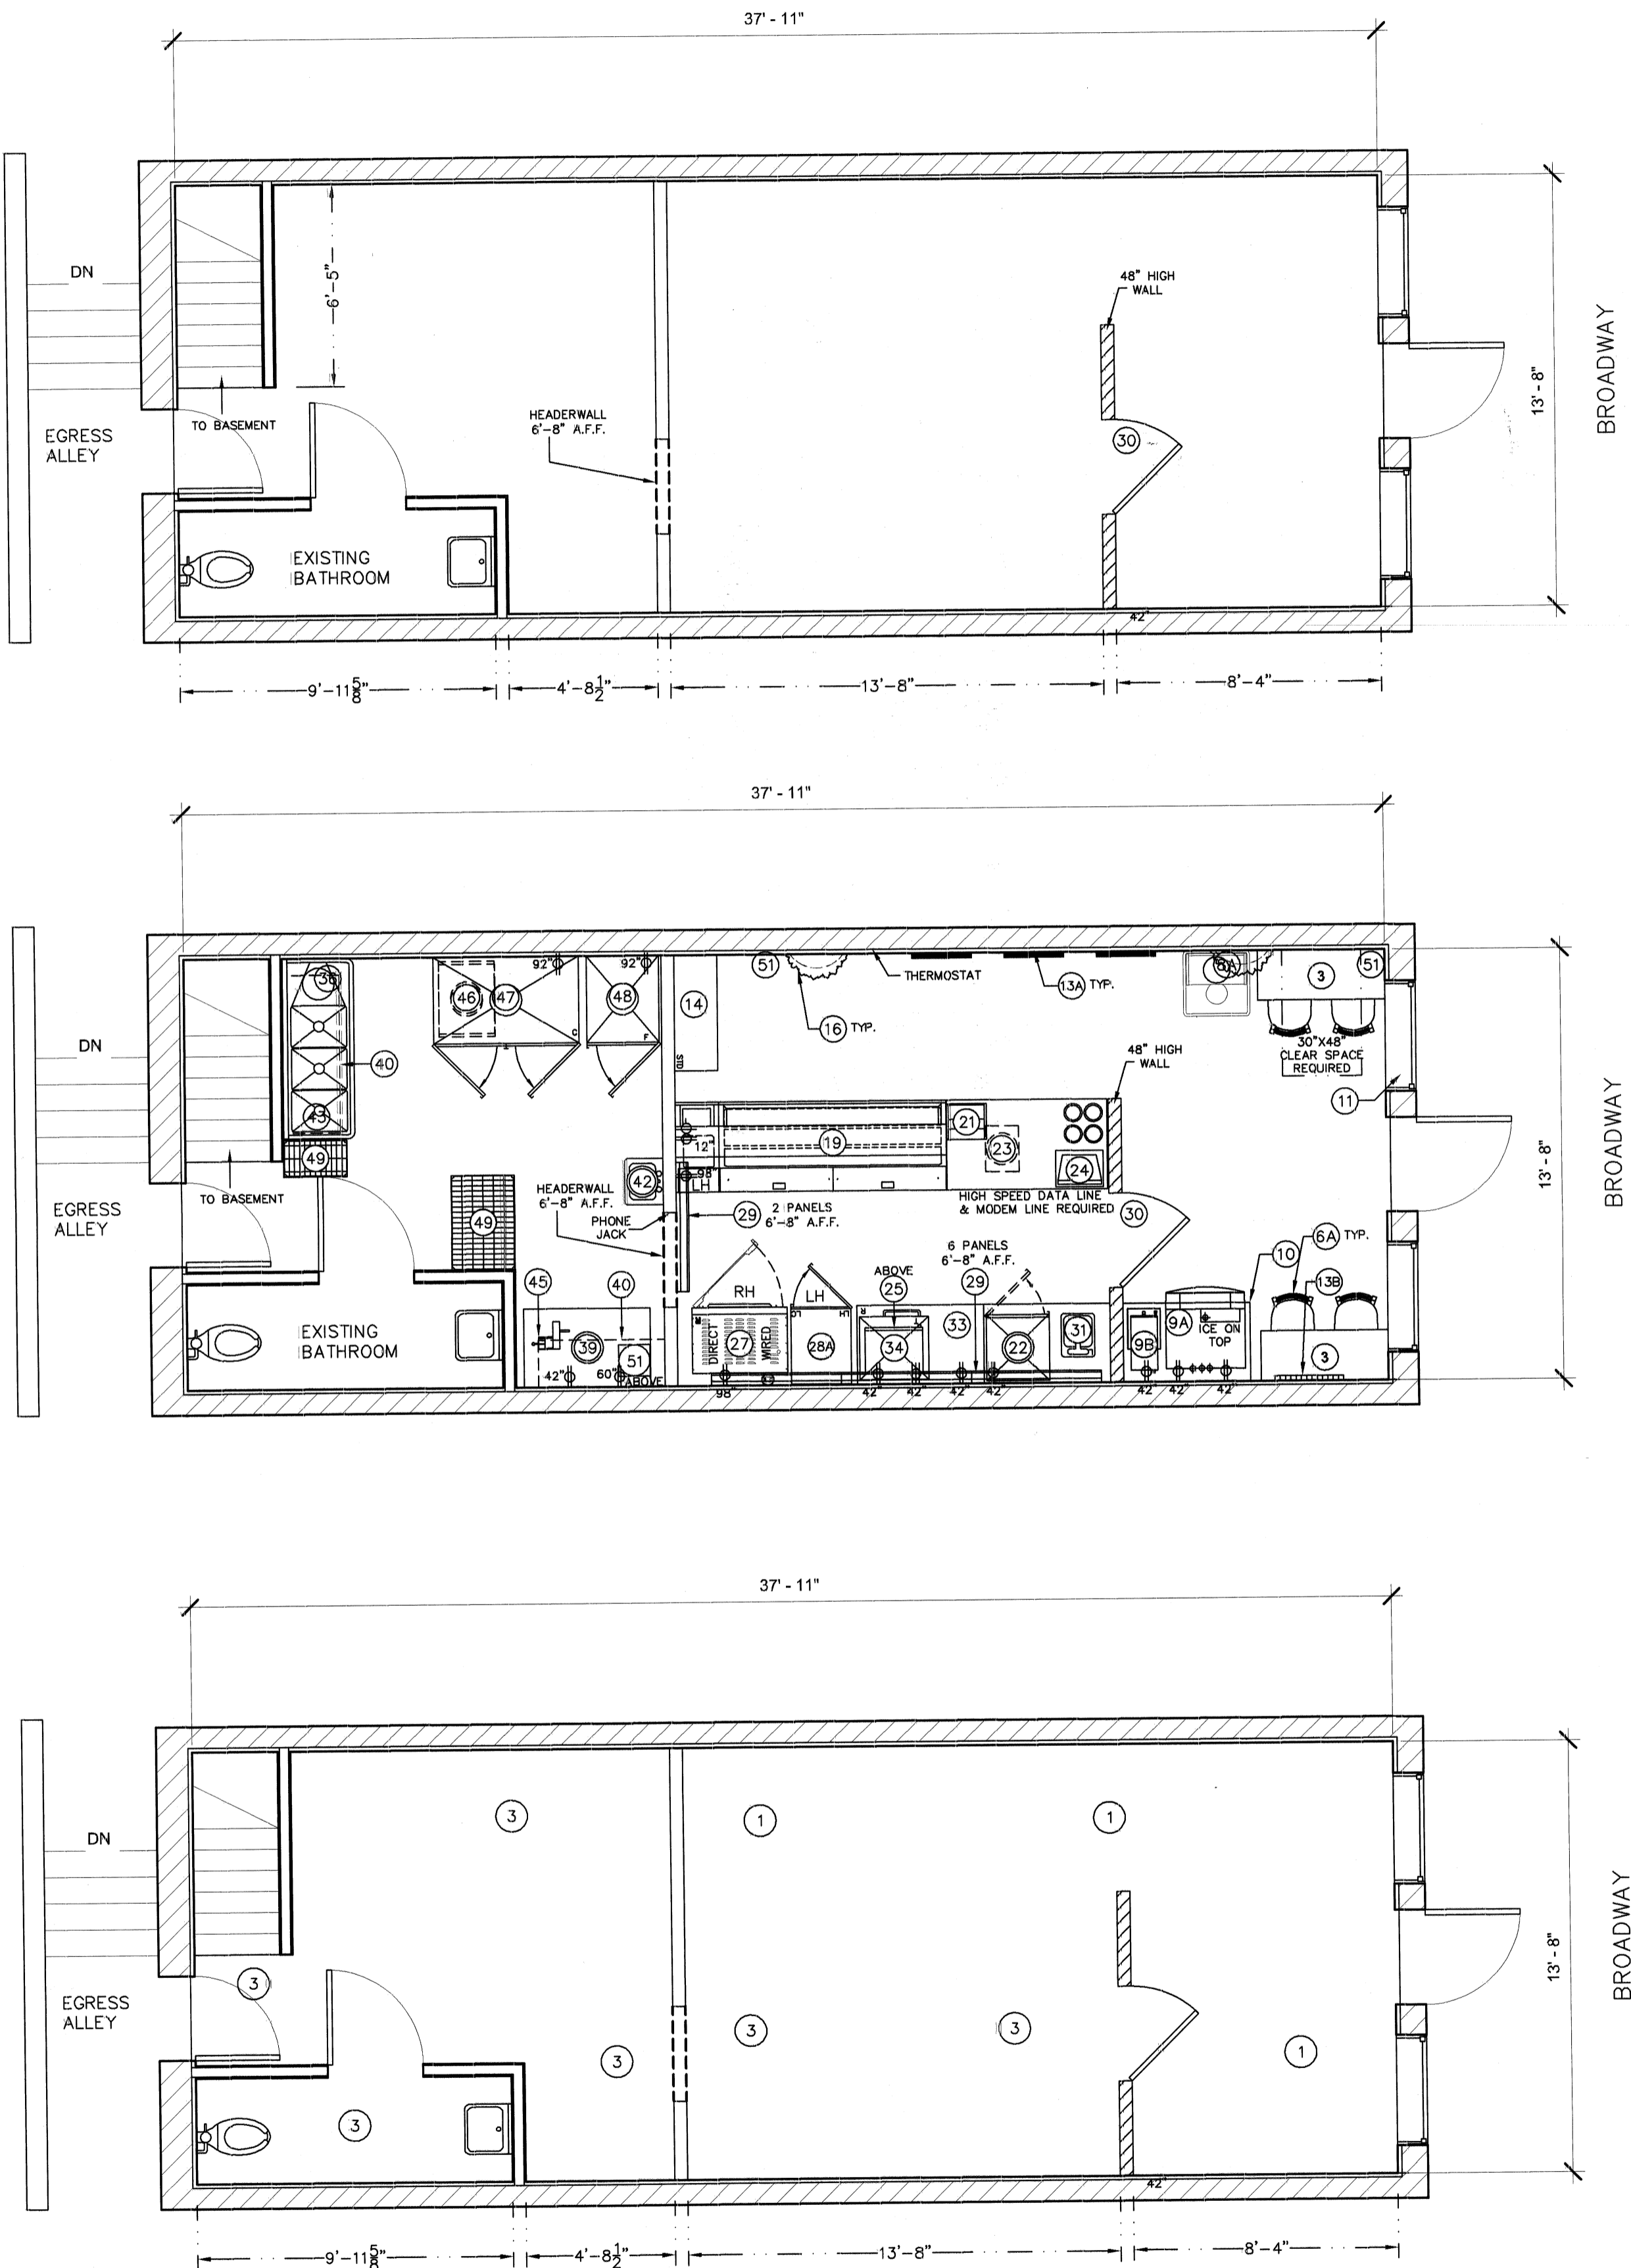 37' - 11"
DN
6'-5"
48" HIGH
WALL
BROADWAY
13' - 8"
HEADERWALL
6'-8" A.F.F.
TO BASEMENT
EGRESS
ALLEY
30
EXISTING
BATHROOM
42"
9'-11 5/8"
4'-8 1/2"
13'-8"
8'-4"
37' - 11"
92"
92"
51
THERMOSTAT
3
51
36
46
47
48
14
13A TYP.
16 TYP.
C
F
STD
30"X48"
CLEAR SPACE
REQUIRED
DN
40
48" HIGH
WALL
11
43
21
12"
19
23
49
24
98"
LH
42
TO BASEMENT
HEADERWALL
6'-8" A.F.F.
PHONE
JACK
29
2 PANELS
6'-8" A.F.F.
HIGH SPEED DATA LINE
& MODEM LINE REQUIRED
30
BROADWAY
13' - 8"
EGRESS
ALLEY
49
6 PANELS
6'-8" A.F.F.
6A TYP.
10
13B
45
40
RH
LH
ABOVE
25
29
EXISTING
BATHROOM
39
51
DIRECT
27
WIRED
28A
34
33
22
31
9B
9A
ICE ON
TOP
3
42"
60"
ABOVE
98"
42"
42"
42"
42"
42"
42"
42"
37' - 11"
3
1
1
DN
BROADWAY
13' - 8"
3
EGRESS
ALLEY
3
3
3
1
3
42"
9'-11 5/8"
4'-8 1/2"
13'-8"
8'-4"